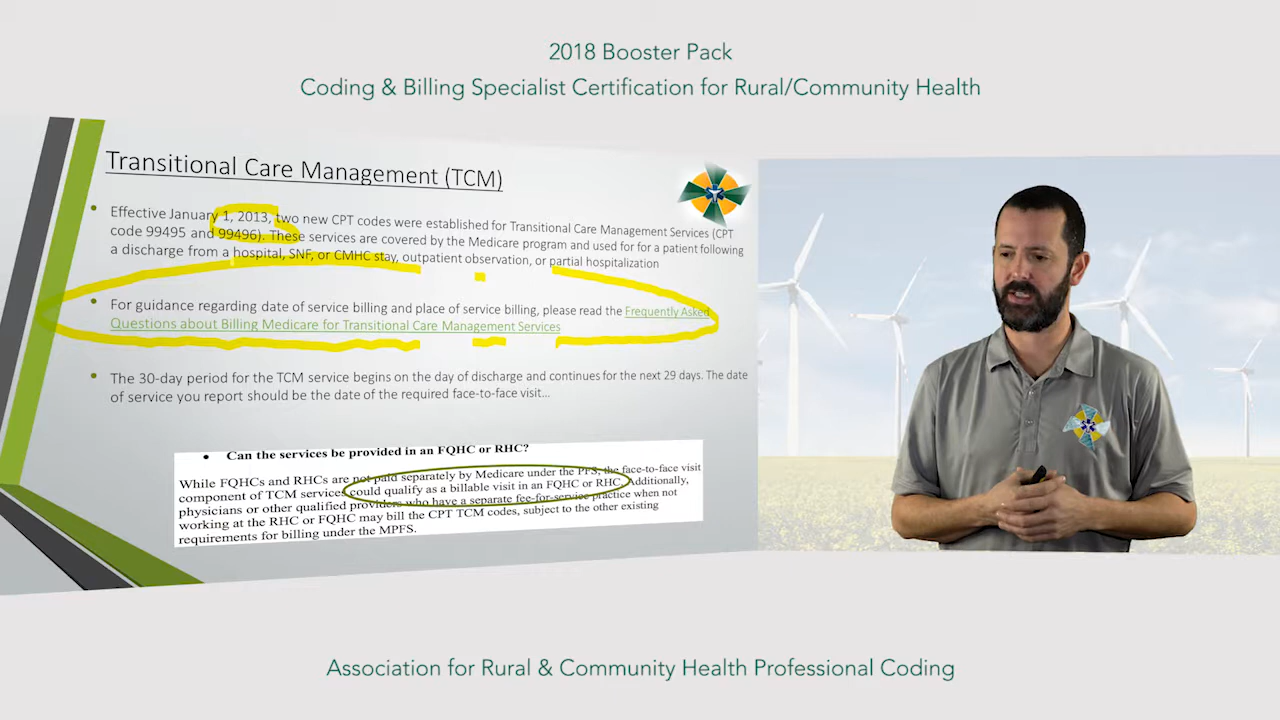 2018 Booster Pack
Coding & Billing Specialist Certification for Rural/Community Health
Transitional Care Management (TCM)
• Effective January 1, 2013, two new CPT codes were established for Transitional Care Management Services (CPT
code 99495 and 99496). These services are covered by the Medicare program and used for for a patient following
a discharge from a hospital, SNF, or CMHC stay, outpatient observation, or partial hospitalization
• For guidance regarding date of service billing and place of service billing, please read the Frequently Asked
Questions about Billing Medicare for Transitional Care Management Services
• The 30-day period for the TCM service begins on the day of discharge and continues for the next 29 days. The date
of service you report should be the date of the required face-to-face visit…
• Can the services be provided in an FQHC or RHC?
While FQHCs and RHCs are not paid separately by Medicare under the PFS, the face-to-face visit
component of TCM services could qualify as a billable visit in an FQHC or RHC. Additionally,
physicians or other qualified providers who have a separate fee-for-service practice when not
working at the RHC or FQHC may bill the CPT TCM codes, subject to the other existing
requirements for billing under the MPFS.
Association for Rural & Community Health Professional Coding